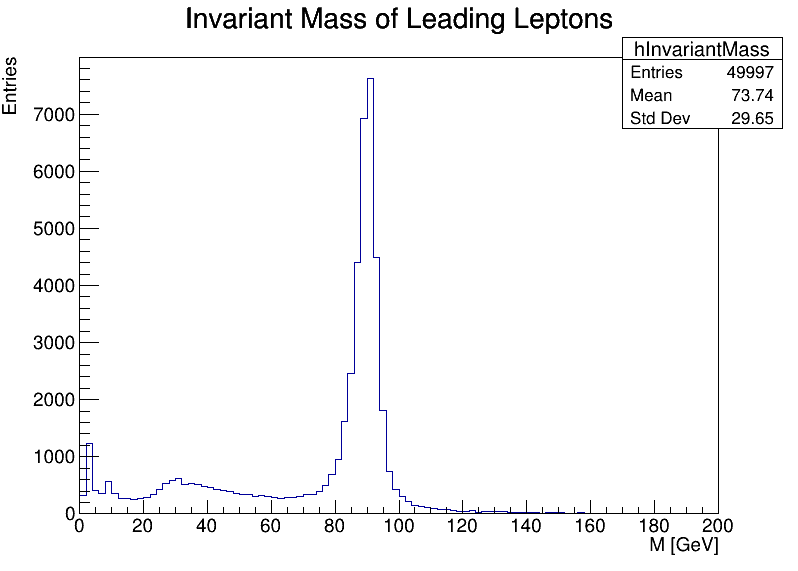 Invariant Mass of Leading Leptons
hInvariantMass
Entries 49997
Mean 73.74
Std Dev 29.65
Entries
7000
6000
5000
4000
3000
2000
1000
0
0 20 40 60 80 100 120 140 160 180 200
M [GeV]